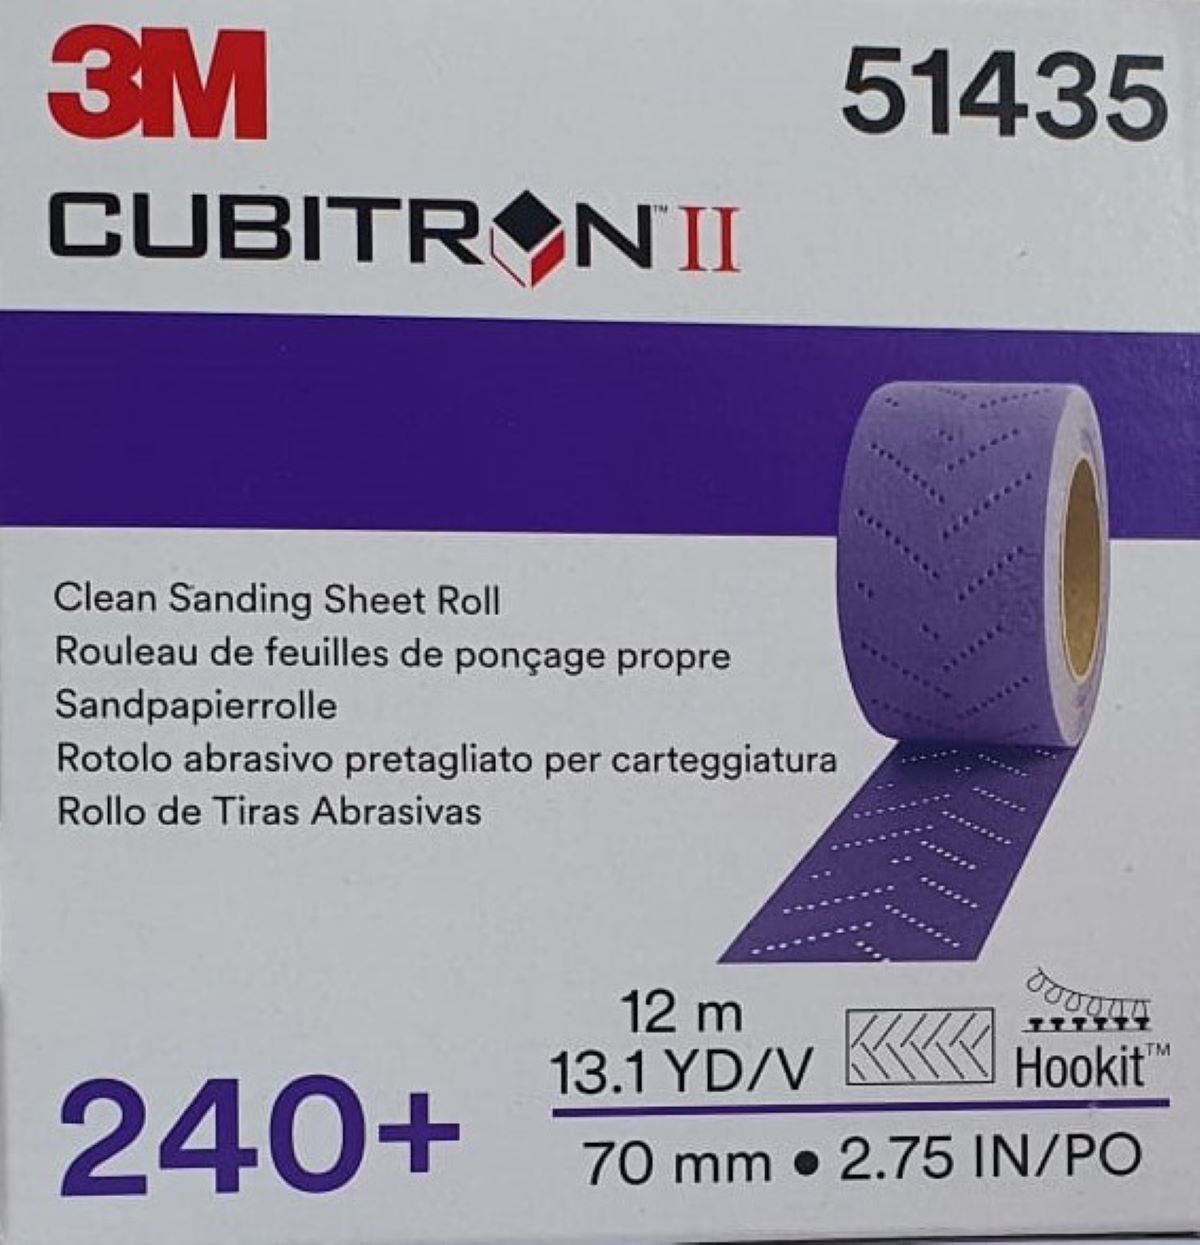 3M
51435
CUBITRON™ II
Clean Sanding Sheet Roll
Rouleau de feuilles de ponçage propre
Sandpapierrolle
Rotolo abrasivo pretagliato per carteggiatura
Rollo de Tiras Abrasivas
240+
12 m
13.1 YD/V
Hookit™
70 mm • 2.75 IN/PO